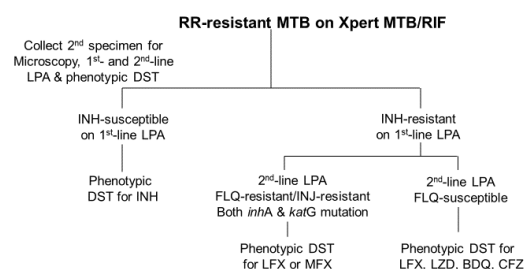 RR-resistant MTB on Xpert MTB/RIF
Collect 2nd specimen for
Microscopy, 1st- and 2nd-line
LPA & phenotypic DST
INH-susceptible
on 1st-line LPA
INH-resistant
on 1st-line LPA
Phenotypic
DST for INH
2nd-line LPA
FLQ-resistant/INJ-resistant
Both inhA & katG mutation
2nd-line LPA
FLQ-susceptible
Phenotypic DST
for LFX or MFX
Phenotypic DST for
LFX, LZD, BDQ, CFZ